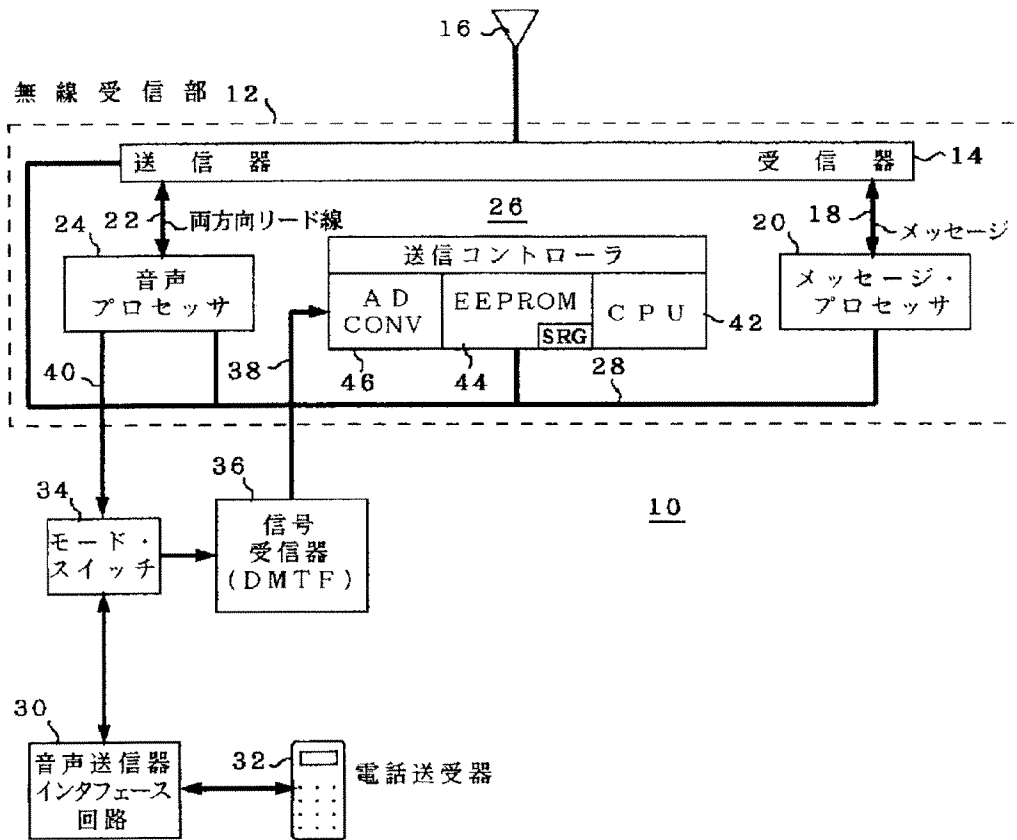 16
無線受信部 12
送信器 受信器
14
22
両方向リード線
26
18
メッセージ
24
音声
プロセッサ
送信コントローラ
AD
CONV
EEPROM
SRG
CPU
42
20
メッセージ・
プロセッサ
40
38
46
44
28
34
モード・
スイッチ
36
信号
受信器
(DMTF)
10
30
音声送信器
インタフェース
回路
32
電話送受器